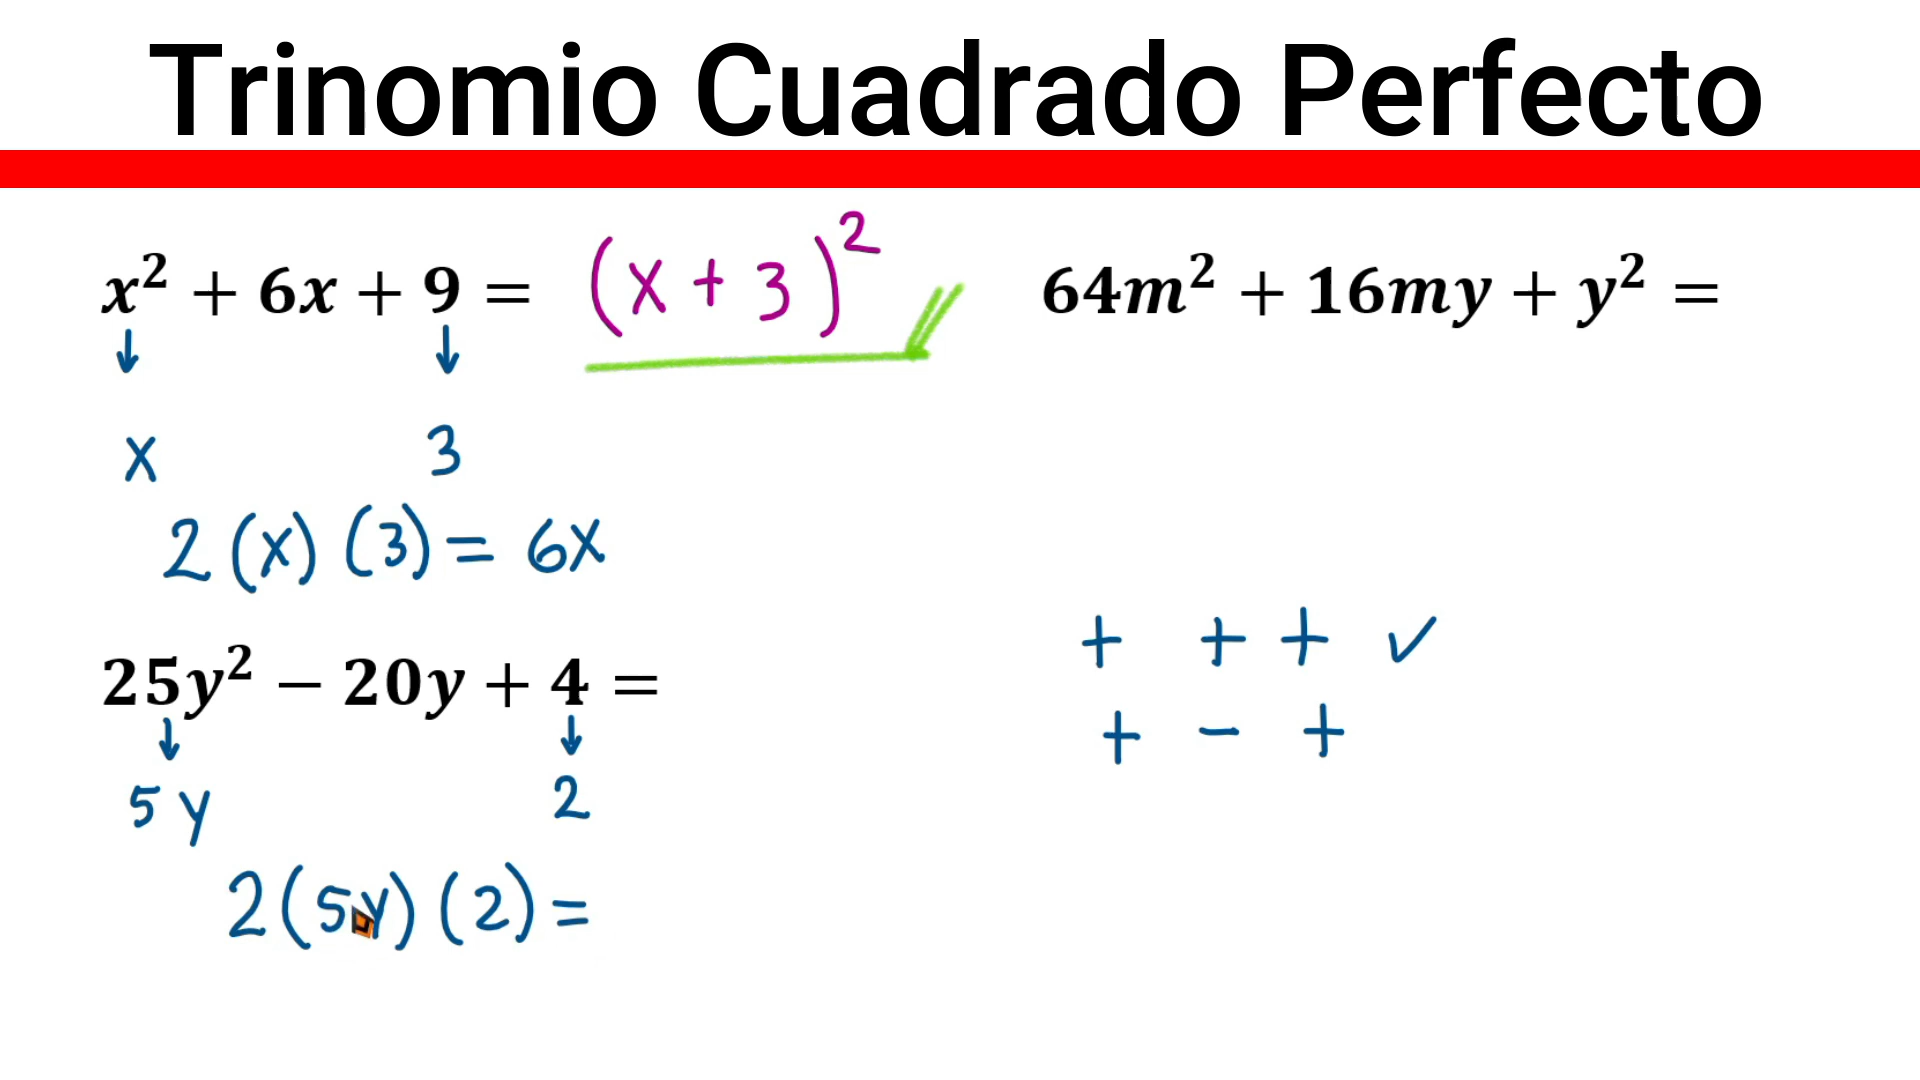 Trinomio Cuadrado Perfecto
x² + 6x + 9 = (x + 3)²
x 3
2 (x) (3) = 6x
25y² − 20y + 4 =
5y 2
2(5y)(2) =
64m² + 16my + y² =
+ + + ✓
+ - +